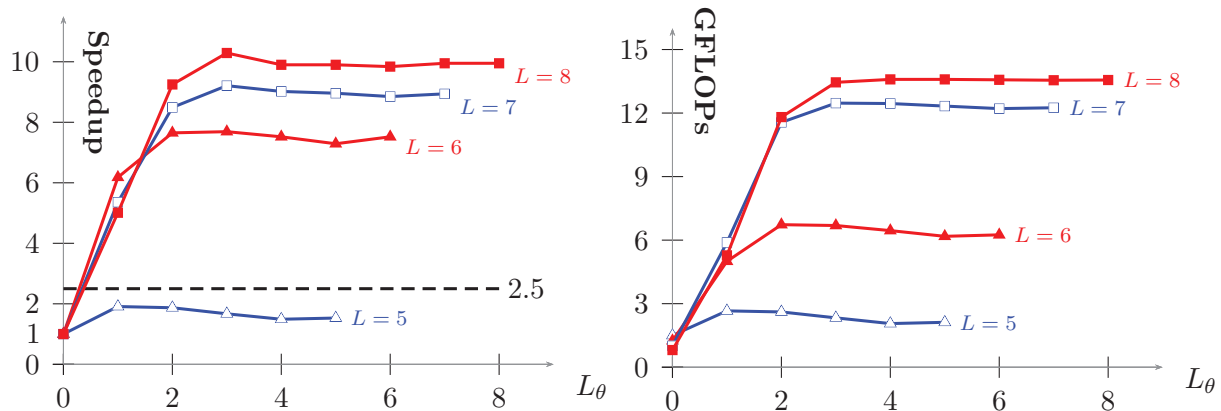 Speedup
10
8
6
4
2
1
0
0 2 4 6 8
L_θ
L = 8
L = 7
L = 6
2.5
L = 5
GFLOPs
15
12
9
6
3
0
0 2 4 6 8
L_θ
L = 8
L = 7
L = 6
L = 5